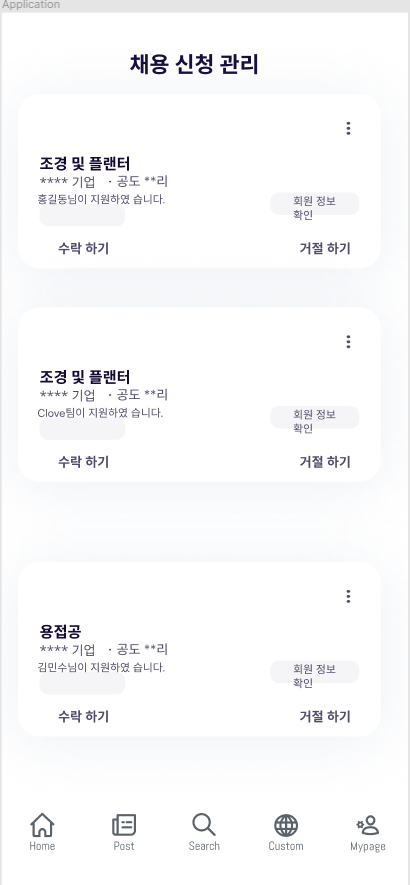 Application
채용 신청 관리
조경 및 플랜터
**** 기업 · 공도 **리
홍길동님이 지원하였 습니다.
회원 정보
확인
수락 하기 거절 하기
조경 및 플랜터
**** 기업 · 공도 **리
Clove팀이 지원하였 습니다.
회원 정보
확인
수락 하기 거절 하기
용접공
**** 기업 · 공도 **리
김민수님이 지원하였 습니다.
회원 정보
확인
수락 하기 거절 하기
Home Post Search Custom Mypage